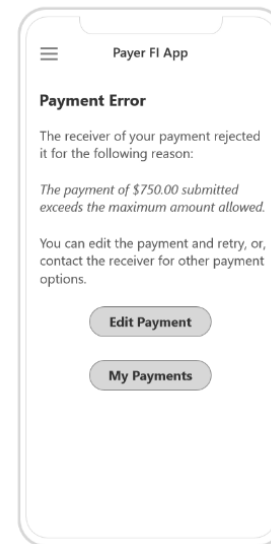 Payer FI App
Payment Error
The receiver of your payment rejected
it for the following reason:
The payment of $750.00 submitted
exceeds the maximum amount allowed.
You can edit the payment and retry, or,
contact the receiver for other payment
options.
Edit Payment
My Payments